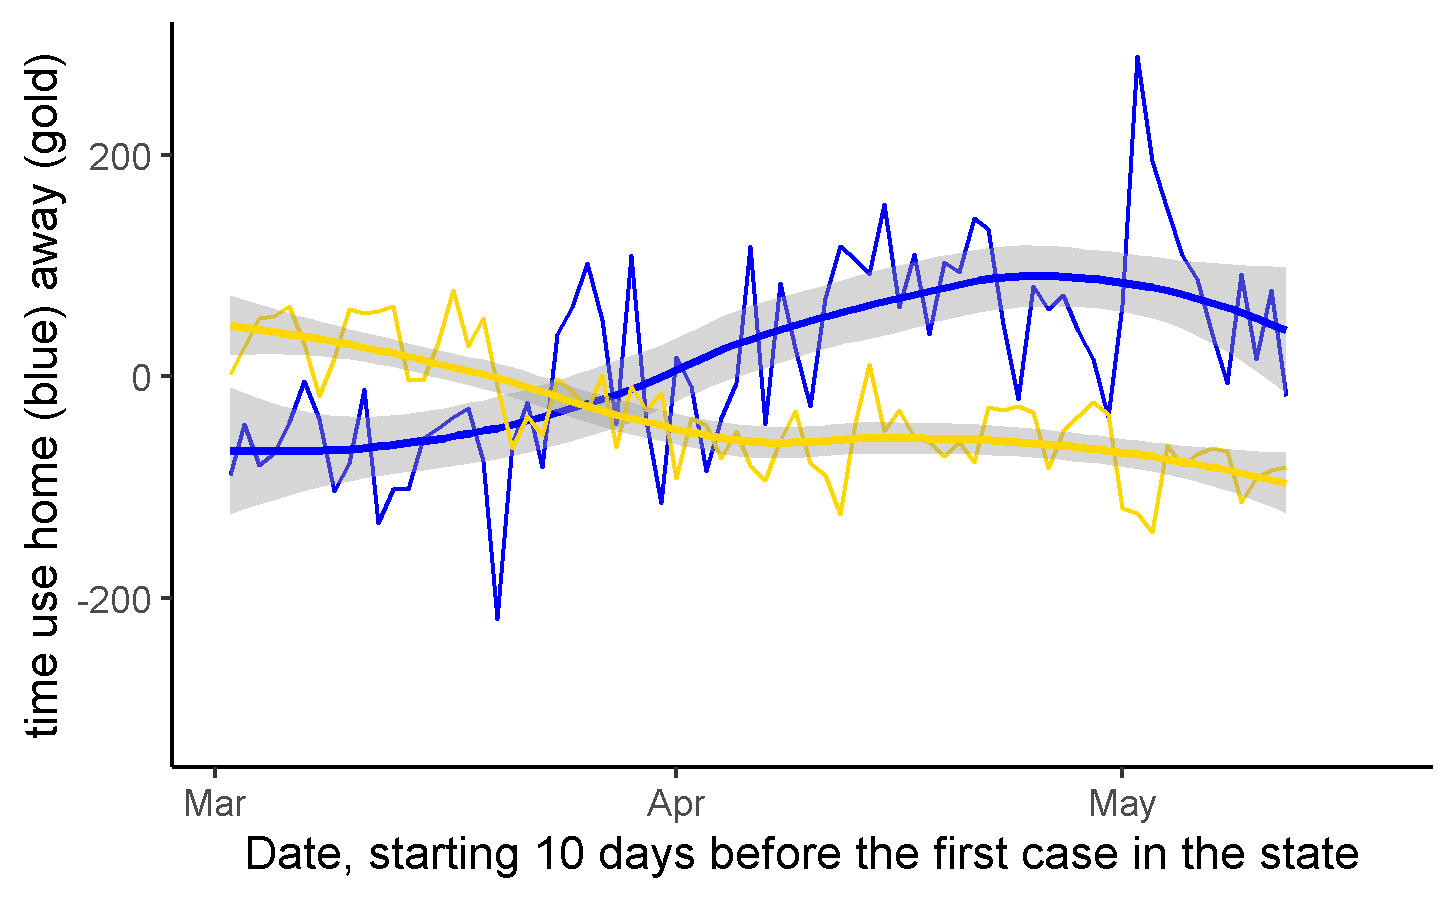 time use home (blue) away (gold)
200
0
-200
Mar
Apr
May
Date, starting 10 days before the first case in the state